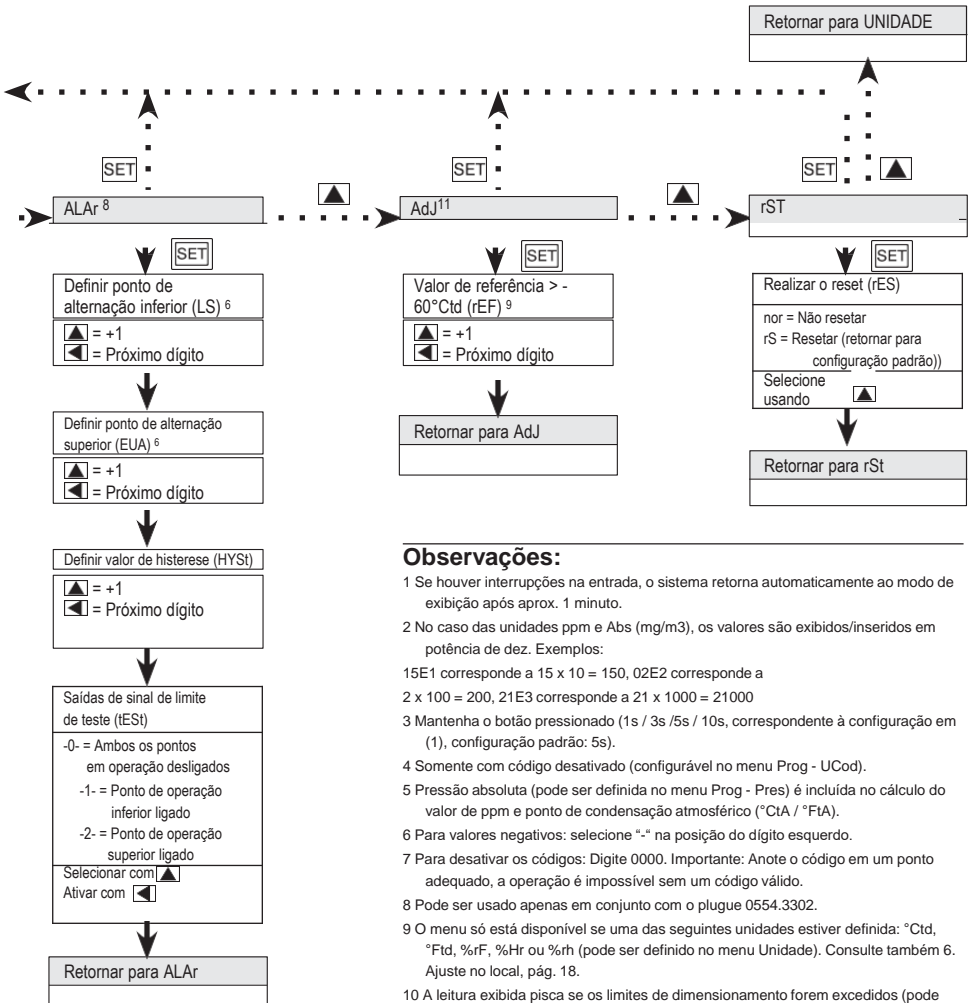 Retornar para UNIDADE
SET
SET
SET
ALAr 8
AdJ11
rST
SET
Definir ponto de
alternação inferior (LS) 6
= +1
= Próximo dígito
Definir ponto de alternação
superior (EUA) 6
= +1
= Próximo dígito
Definir valor de histerese (HYSt)
= +1
= Próximo dígito
Saídas de sinal de limite
de teste (tESt)
-0- = Ambos os pontos
em operação desligados
-1- = Ponto de operação
inferior ligado
-2- = Ponto de operação
superior ligado
Selecionar com
Ativar com
Retornar para ALAr
SET
Valor de referência > -
60°Ctd (rEF) 9
= +1
= Próximo dígito
Retornar para AdJ
SET
Realizar o reset (rES)
nor = Não resetar
rS = Resetar (retornar para
configuração padrão))
Selecione
usando
Retornar para rSt
Observações:
1 Se houver interrupções na entrada, o sistema retorna automaticamente ao modo de
exibição após aprox. 1 minuto.
2 No caso das unidades ppm e Abs (mg/m3), os valores são exibidos/inseridos em
potência de dez. Exemplos:
15E1 corresponde a 15 x 10 = 150, 02E2 corresponde a
2 x 100 = 200, 21E3 corresponde a 21 x 1000 = 21000
3 Mantenha o botão pressionado (1s / 3s /5s / 10s, correspondente à configuração em
(1), configuração padrão: 5s).
4 Somente com código desativado (configurável no menu Prog - UCod).
5 Pressão absoluta (pode ser definida no menu Prog - Pres) é incluída no cálculo do
valor de ppm e ponto de condensação atmosférico (°CtA / °FtA).
6 Para valores negativos: selecione "-" na posição do dígito esquerdo.
7 Para desativar os códigos: Digite 0000. Importante: Anote o código em um ponto
adequado, a operação é impossível sem um código válido.
8 Pode ser usado apenas em conjunto com o plugue 0554.3302.
9 O menu só está disponível se uma das seguintes unidades estiver definida: °Ctd,
°Ftd, %rF, %Hr ou %rh (pode ser definido no menu Unidade). Consulte também 6.
Ajuste no local, pág. 18.
10 A leitura exibida pisca se os limites de dimensionamento forem excedidos (pode